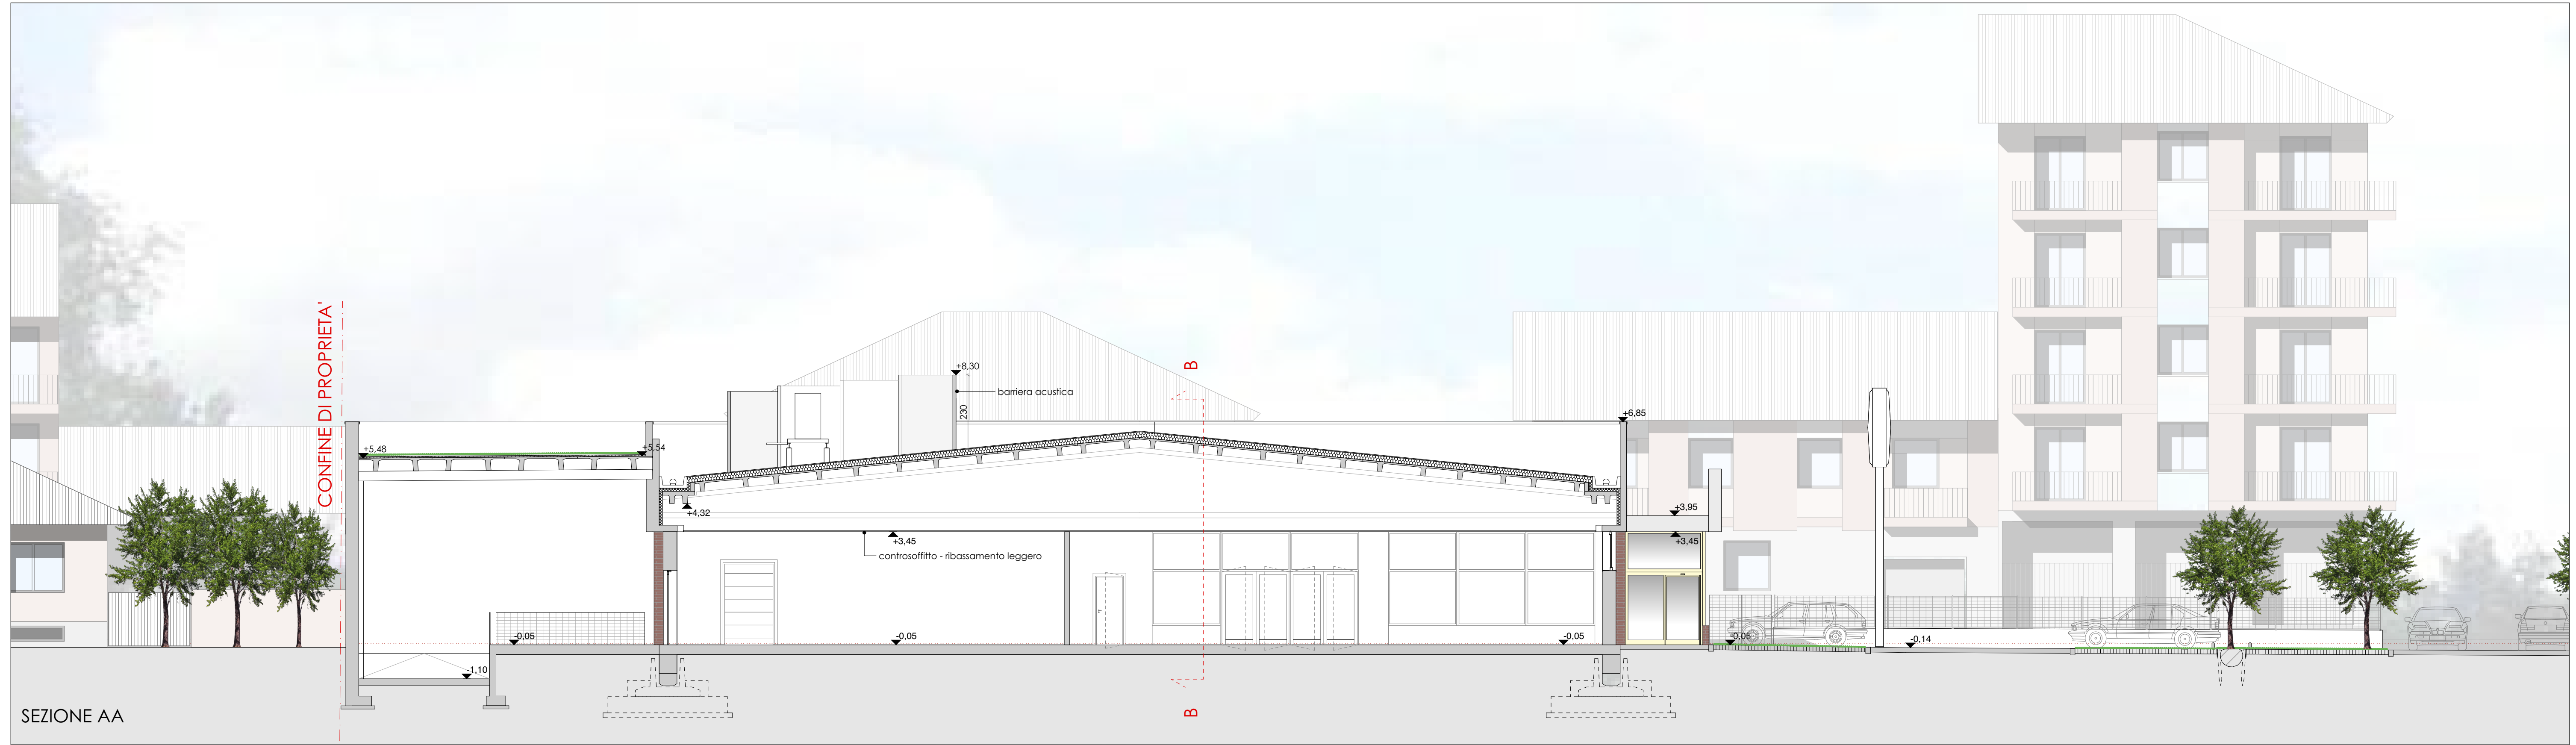 CONFINE DI PROPRIETA'
+8,30
barriera acustica
230
B
+6,85
+5,48
+5,54
+4,32
+3,45
controsoffitto - ribassamento leggero
+3,95
+3,45
-0,05
-0,05
-0,05
-0,05
-0,14
-1,10
B
SEZIONE AA